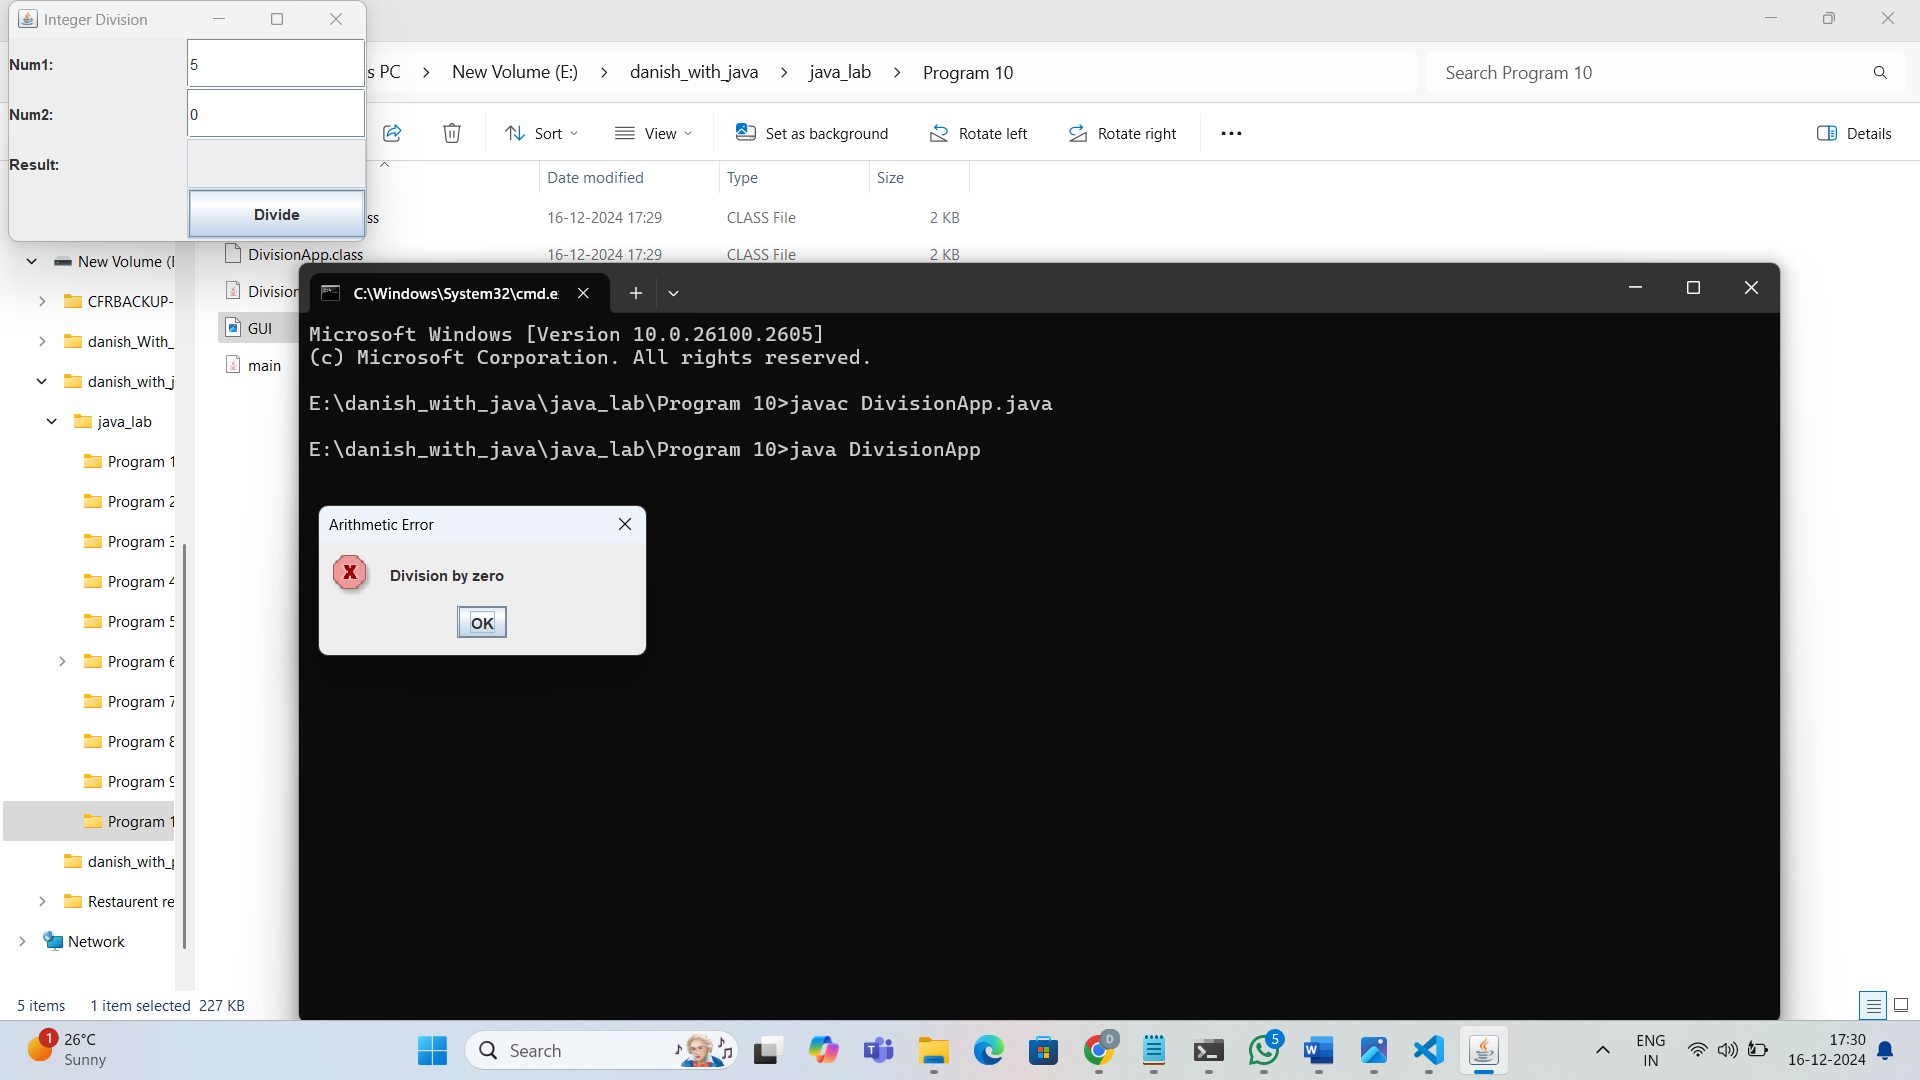 Integer Division
Num1:
5
Num2:
0
Result:
Divide
s PC > New Volume (E:) > danish_with_java > java_lab > Program 10
Search Program 10
Sort
View
Set as background
Rotate left
Rotate right
Details
Date modified
Type
Size
ss
16-12-2024 17:29
CLASS File
2 KB
DivisionApp.class
16-12-2024 17:29
CLASS File
2 KB
Division
GUI
main
New Volume (
CFRBACKUP-
danish_With_
danish_with_j
java_lab
Program 1
Program 2
Program 3
Program 4
Program 5
Program 6
Program 7
Program 8
Program 9
Program 1
danish_with_p
Restaurent re
Network
5 items
1 item selected 227 KB
C:\Windows\System32\cmd.e
Microsoft Windows [Version 10.0.26100.2605]
(c) Microsoft Corporation. All rights reserved.
E:\danish_with_java\java_lab\Program 10>javac DivisionApp.java
E:\danish_with_java\java_lab\Program 10>java DivisionApp
Arithmetic Error
X
Division by zero
OK
1
26°C
Sunny
Search
D
5
ENG
IN
17:30
16-12-2024